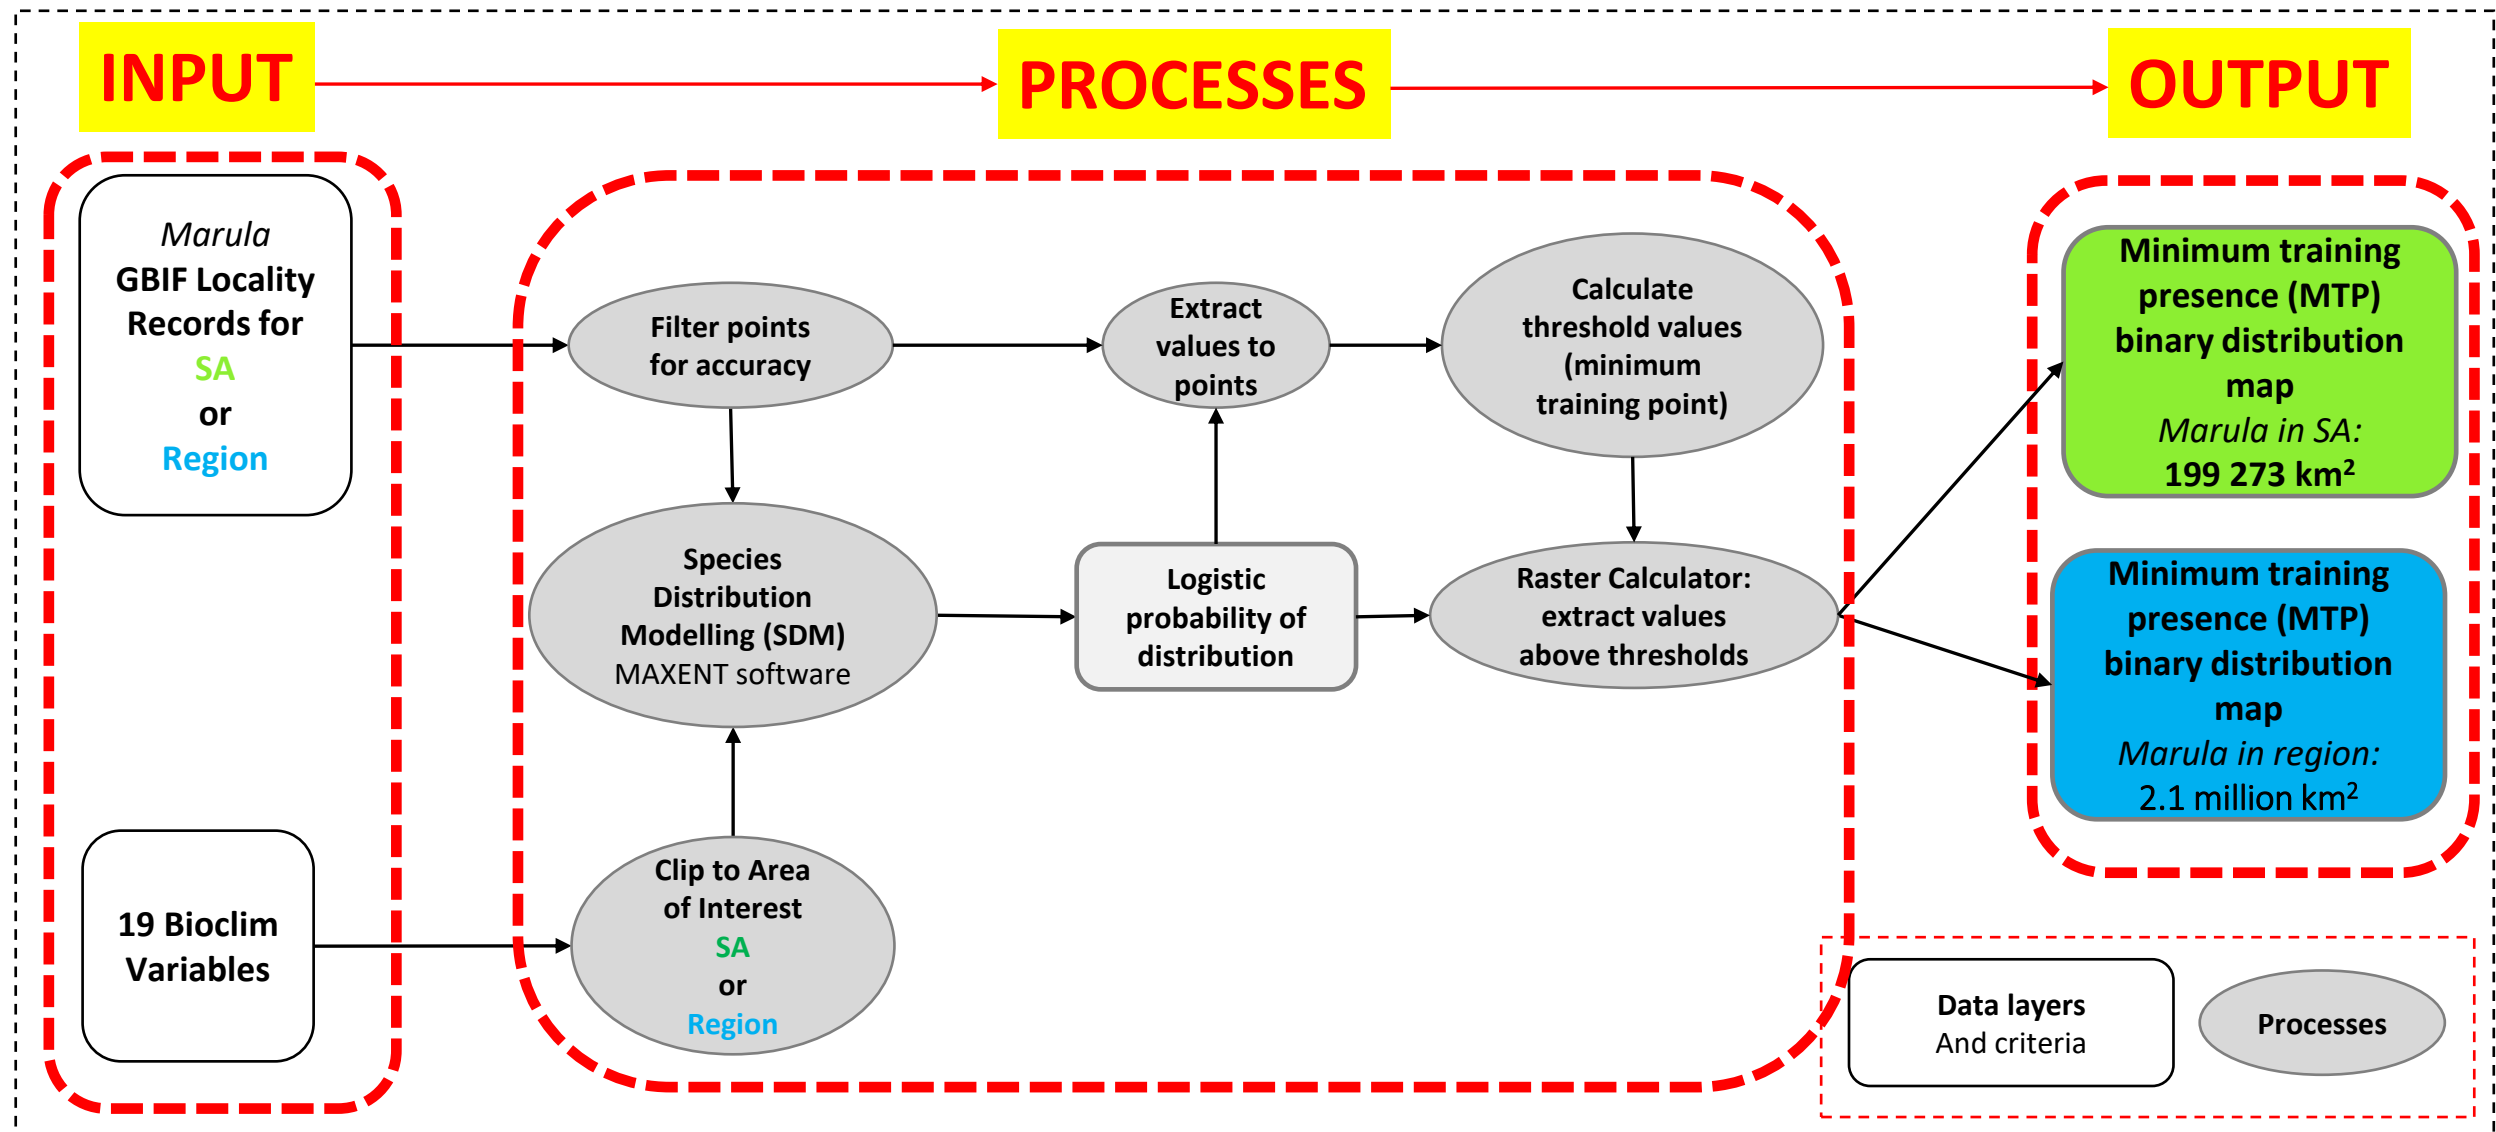 INPUT
PROCESSES
OUTPUT
Marula
GBIF Locality
Records for
SA
or
Region
19 Bioclim
Variables
Filter points
for accuracy
Species
Distribution
Modelling (SDM)
MAXENT software
Clip to Area
of Interest
SA
or
Region
Extract
values to
points
Logistic
probability of
distribution
Calculate
threshold values
(minimum
training point)
Raster Calculator:
extract values
above thresholds
Minimum training
presence (MTP)
binary distribution
map
Marula in SA:
199 273 km²
Minimum training
presence (MTP)
binary distribution
map
Marula in region:
2.1 million km²
Data layers
And criteria
Processes